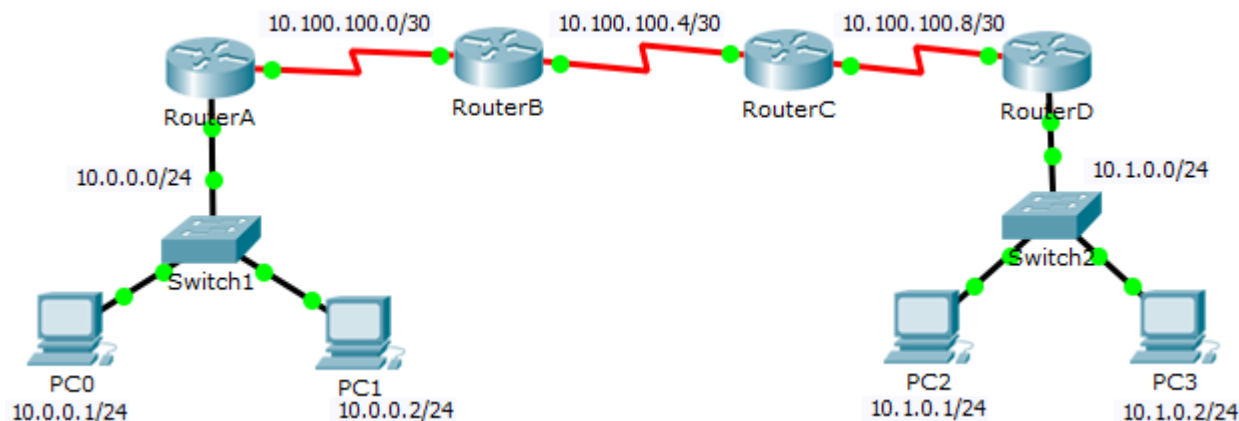 10.100.100.0/30
10.100.100.4/30
10.100.100.8/30
RouterA
RouterB
RouterC
RouterD
10.0.0.0/24
10.1.0.0/24
Switch1
Switch2
PC0
10.0.0.1/24
PC1
10.0.0.2/24
PC2
10.1.0.1/24
PC3
10.1.0.2/24